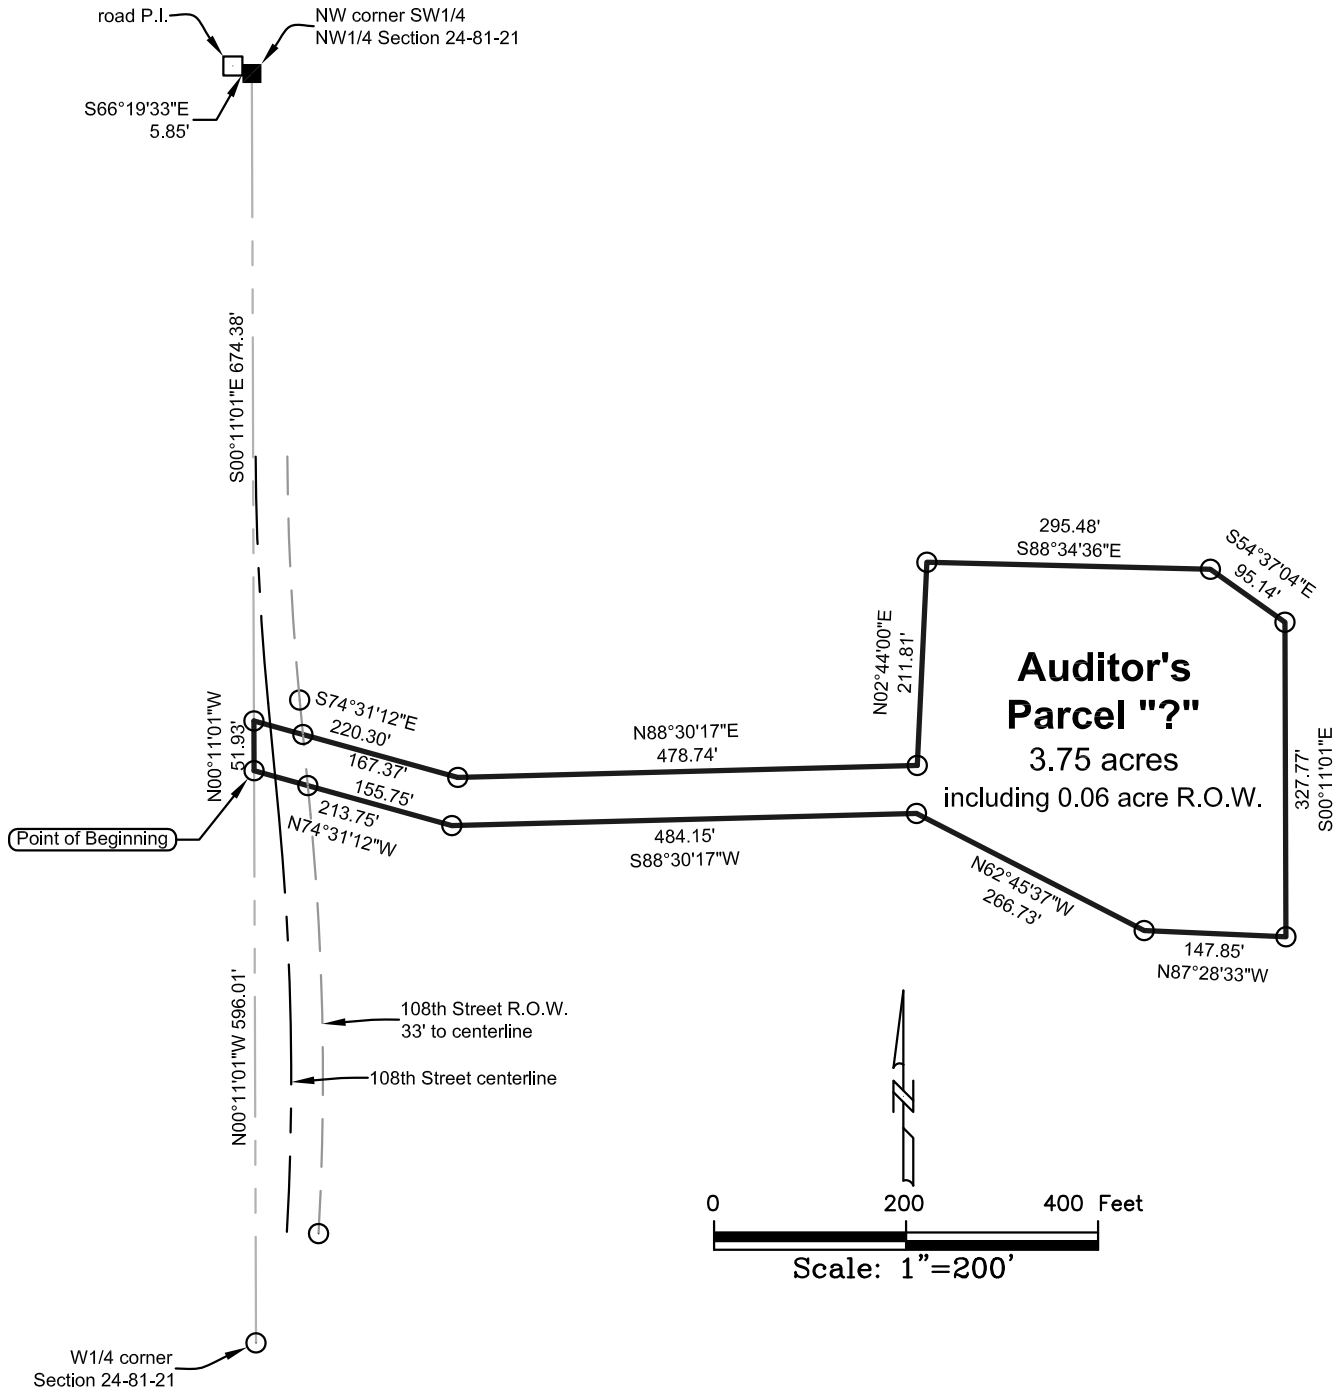 road P.I.
NW corner SW1/4
NW1/4 Section 24-81-21
S66°19'33"E
5.85'
S00°11'01"E 674.38'
295.48'
S88°34'36"E
S54°37'04"E
95.14'
N02°44'00"E
211.81'
Auditor's
Parcel "?"
3.75 acres
including 0.06 acre R.O.W.
327.77'
S00°11'01"E
N00°11'01"W
51.93'
S74°31'12"E
220.30'
167.37'
155.75'
213.75'
N74°31'12"W
N88°30'17"E
478.74'
484.15'
S88°30'17"W
Point of Beginning
N62°45'37"W
266.73'
147.85'
N87°28'33"W
N00°11'01"W 596.01'
108th Street R.O.W.
33' to centerline
108th Street centerline
N
0 200 400 Feet
Scale: 1"=200'
W1/4 corner
Section 24-81-21